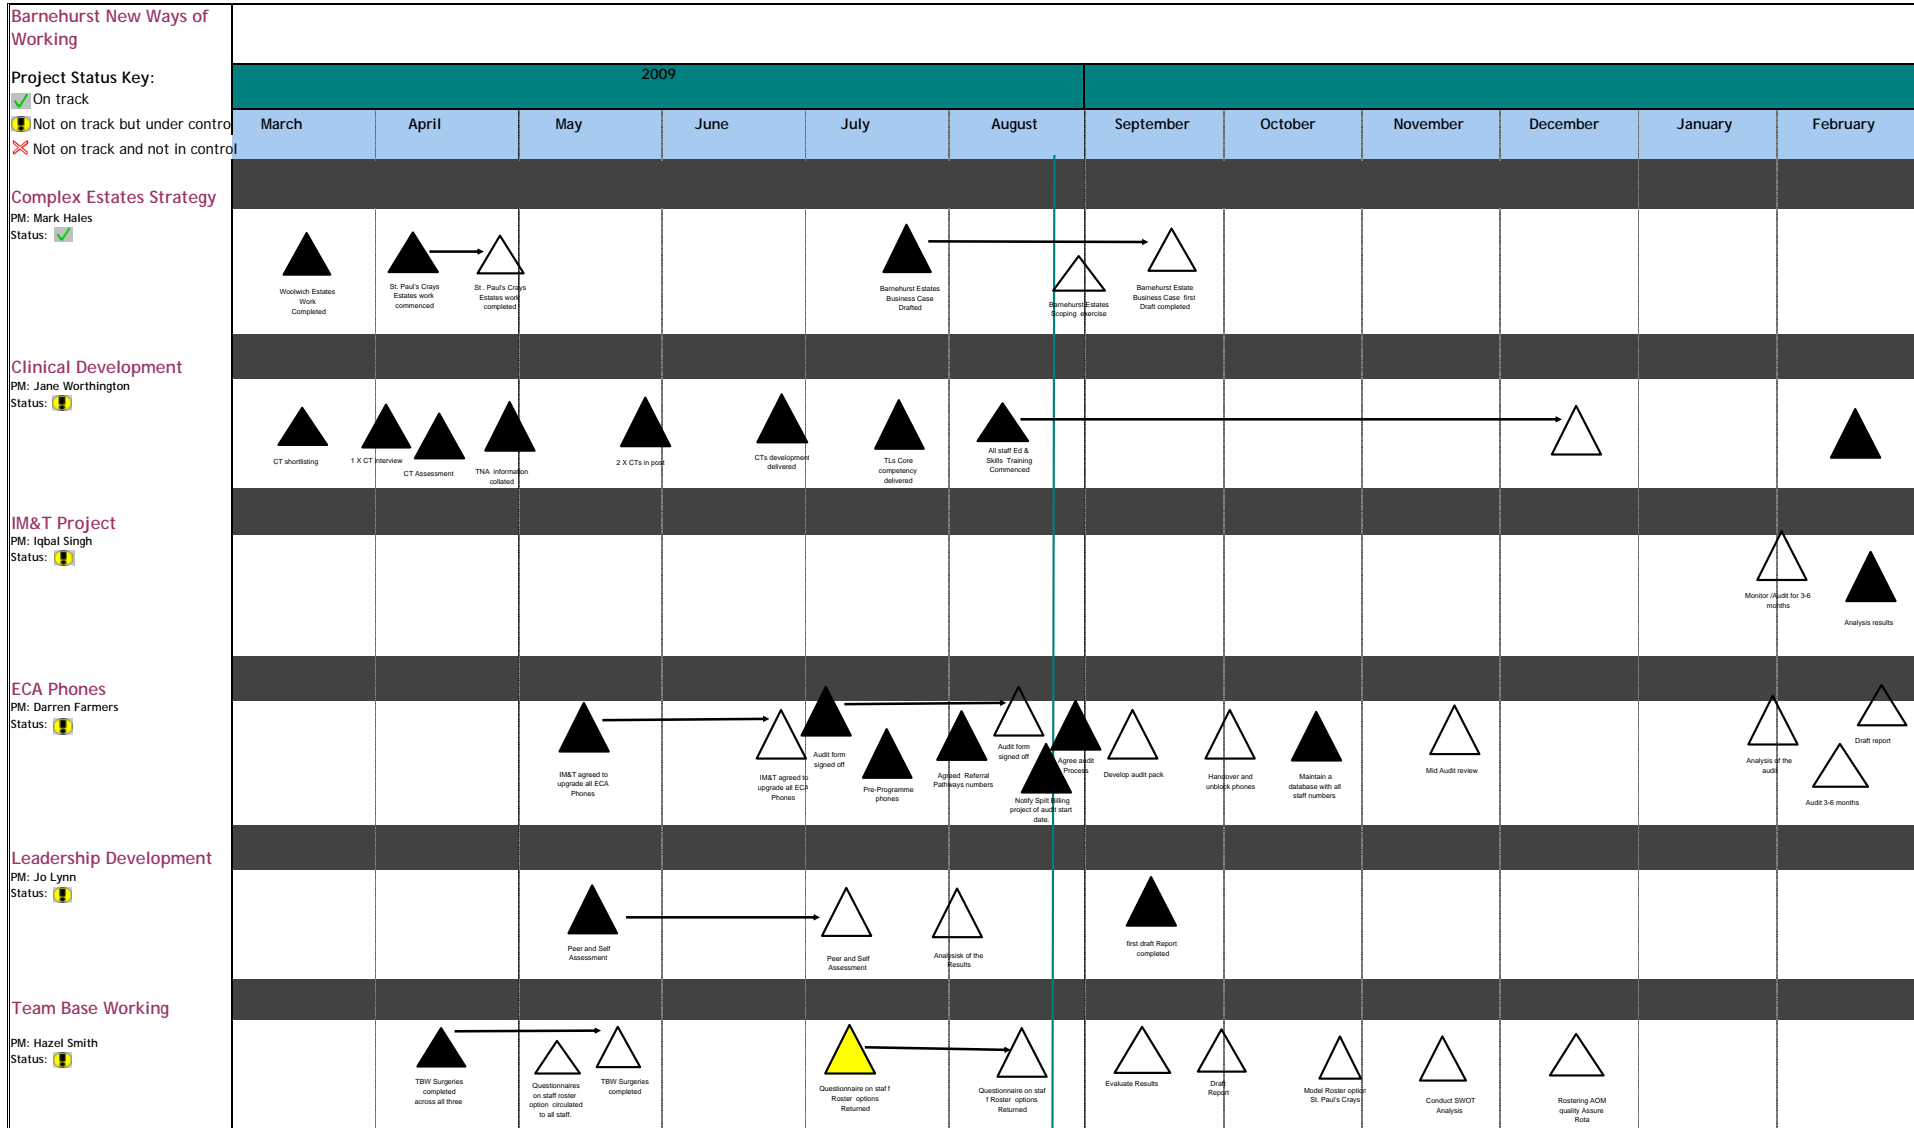 Barnehurst New Ways of
Working
Project Status Key:
On track
Not on track but under contro
Not on track and not in control
2009
March
April
May
June
July
August
September
October
November
December
January
February
Complex Estates Strategy
PM: Mark Hales
Status:
Woolwich Estates
Work
Completed
St. Paul's Crays
Estates work
commenced
St . Paul's Crays
Estates work
completed
Barnehurst Estates
Business Case
Drafted
Barnehurst Estates
Scoping exercise
Barnehurst Estate
Business Case first
Draft completed
Clinical Development
PM: Jane Worthington
Status:
CT shortlisting
1 X CT interview
CT Assessment
TNA information
collated
2 X CTs in post
CTs development
delivered
TLs Core
competency
delivered
All staff Ed &
Skills Training
Commenced
IM&T Project
PM: Iqbal Singh
Status:
Monitor /Audit for 3-6
months
Analysis results
ECA Phones
PM: Darren Farmers
Status:
IM&T agreed to
upgrade all ECA
Phones
IM&T agreed to
upgrade all ECA
Phones
Audit form
signed off
Pre-Programme
phones
Agreed Referral
Pathways numbers
Audit form
signed off
Notify Spilt Billing
project of audit start
date.
Agree audit
Process
Develop audit pack
Handover and
unblock phones
Maintain a
database with all
staff numbers
Mid Audit review
Analysis of the
audit
Audit 3-6 months
Draft report
Leadership Development
PM: Jo Lynn
Status:
Peer and Self
Assessment
Peer and Self
Assessment
Analysisk of the
Results
first draft Report
completed
Team Base Working
PM: Hazel Smith
Status:
TBW Surgeries
completed
across all three
Questionnaires
on staff roster
option circulated
to all staff.
TBW Surgeries
completed
Questionnaire on staf f
Roster options
Returned
Questionnaire on staf
f Roster options
Returned
Evaluate Results
Draft
Report
Model Roster option
St. Paul's Crays
Conduct SWOT
Analysis
Rostering AOM
quality Assure
Rota